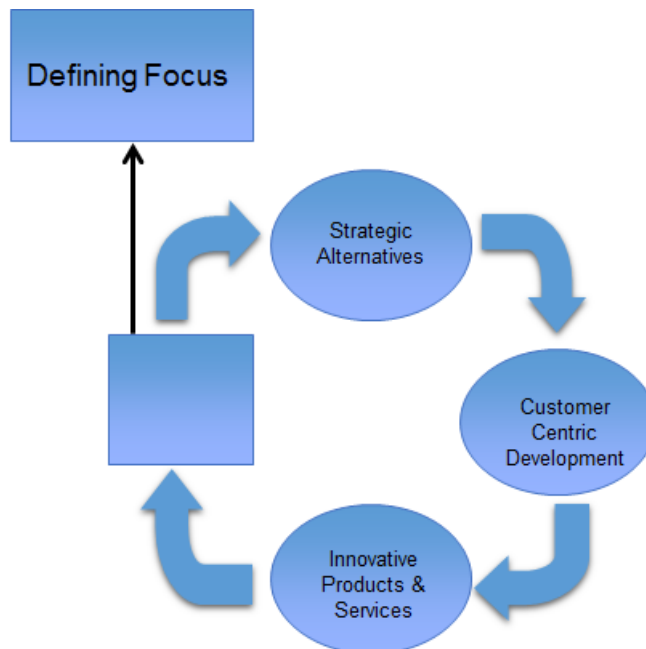 Defining Focus
Strategic
Alternatives
Customer
Centric
Development
Innovative
Products &
Services